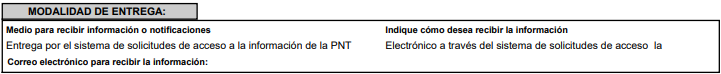 MODALIDAD DE ENTREGA:
Medio para recibir información o notificaciones
Indique cómo desea recibir la información
Entrega por el sistema de solicitudes de acceso a la información de la PNT
Electrónico a través del sistema de solicitudes de acceso la
Correo electrónico para recibir la información: